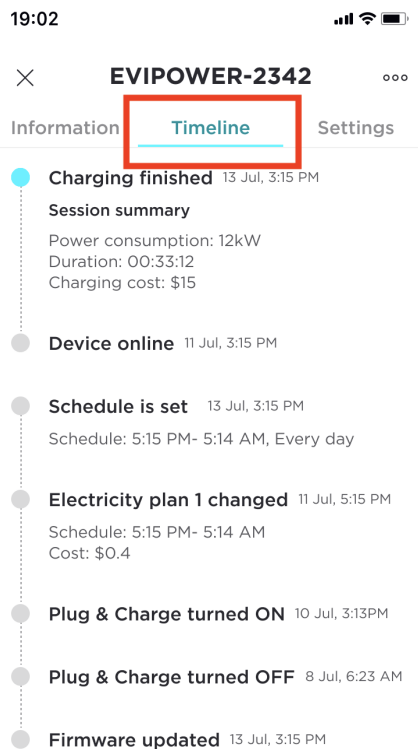 19:02
EVIPOWER-2342
Information Timeline Settings
Charging finished 13 Jul, 3:15 PM
Session summary
Power consumption: 12kW
Duration: 00:33:12
Charging cost: $15
Device online 11 Jul, 3:15 PM
Schedule is set 13 Jul, 3:15 PM
Schedule: 5:15 PM- 5:14 AM, Every day
Electricity plan 1 changed 11 Jul, 5:15 PM
Schedule: 5:15 PM- 5:14 AM
Cost: $0.4
Plug & Charge turned ON 10 Jul, 3:13PM
Plug & Charge turned OFF 8 Jul, 6:23 AM
Firmware updated 13 Jul, 3:15 PM